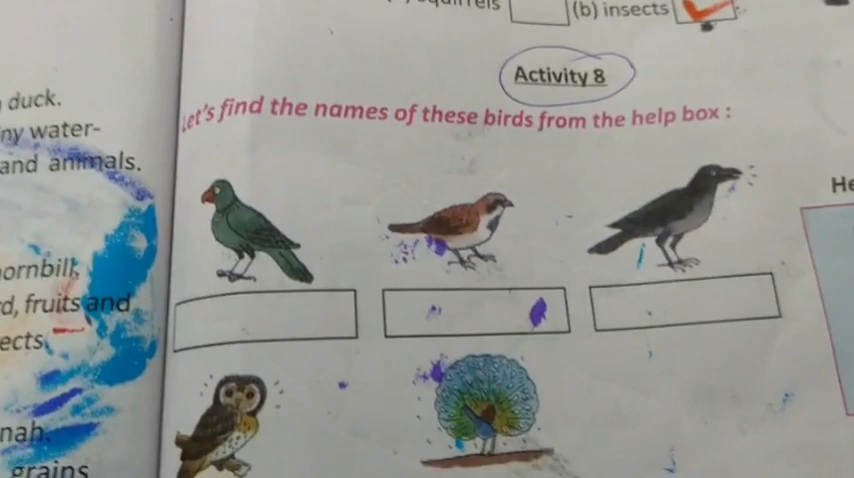 (b) insects
Activity 8
Let's find the names of these birds from the help box :
duck.
ny water-
and animals.
ornbill,
d, fruits and
ects.
nah.
grains
He